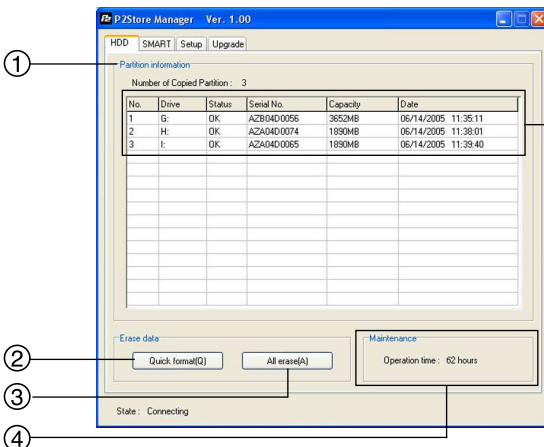 P2 P2Store Manager Ver. 1.00
HDD SMART Setup Upgrade
① Partition information
Number of Copied Partition : 3
No. Drive Status Serial No. Capacity Date
1 G: OK AZB04D0056 3652MB 06/14/2005 11:35:11
2 H: OK AZA04D0074 1890MB 06/14/2005 11:38:01
3 I: OK AZA04D0065 1890MB 06/14/2005 11:39:40
Erase data Maintenance
② Quick format(Q) All erase(A) Operation time : 62 hours
③
State : Connecting
④